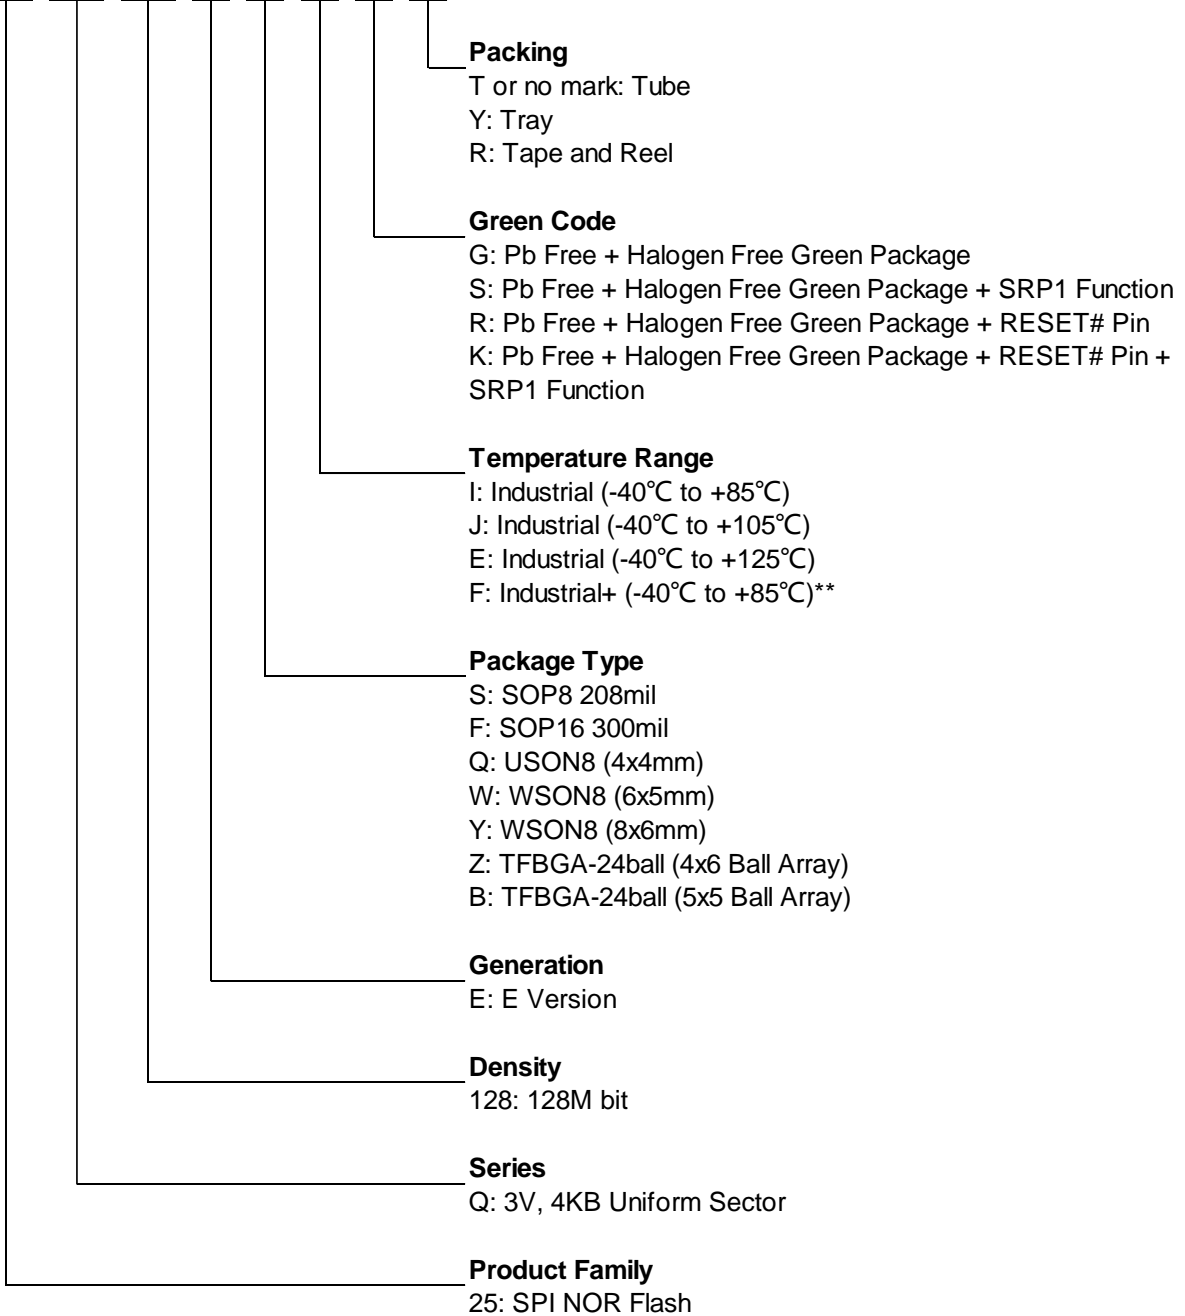 Packing
T or no mark: Tube
Y: Tray
R: Tape and Reel
Green Code
G: Pb Free + Halogen Free Green Package
S: Pb Free + Halogen Free Green Package + SRP1 Function
R: Pb Free + Halogen Free Green Package + RESET# Pin
K: Pb Free + Halogen Free Green Package + RESET# Pin +
SRP1 Function
Temperature Range
I: Industrial (-40℃ to +85℃)
J: Industrial (-40℃ to +105℃)
E: Industrial (-40℃ to +125℃)
F: Industrial+ (-40℃ to +85℃)**
Package Type
S: SOP8 208mil
F: SOP16 300mil
Q: USON8 (4x4mm)
W: WSON8 (6x5mm)
Y: WSON8 (8x6mm)
Z: TFBGA-24ball (4x6 Ball Array)
B: TFBGA-24ball (5x5 Ball Array)
Generation
E: E Version
Density
128: 128M bit
Series
Q: 3V, 4KB Uniform Sector
Product Family
25: SPI NOR Flash